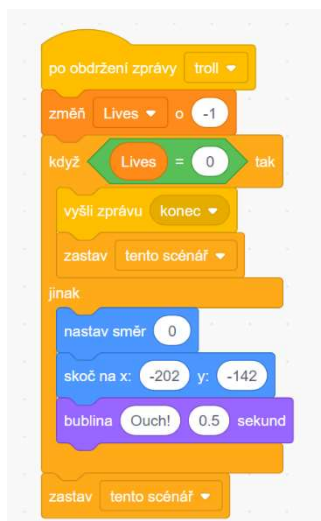 po obdržení zprávy troll
změň Lives o -1
když Lives = 0 tak
vyšli zprávu konec
zastav tento scénář
jinak
nastav směr 0
skoč na x: -202 y: -142
bublina Ouch! 0.5 sekund
zastav tento scénář